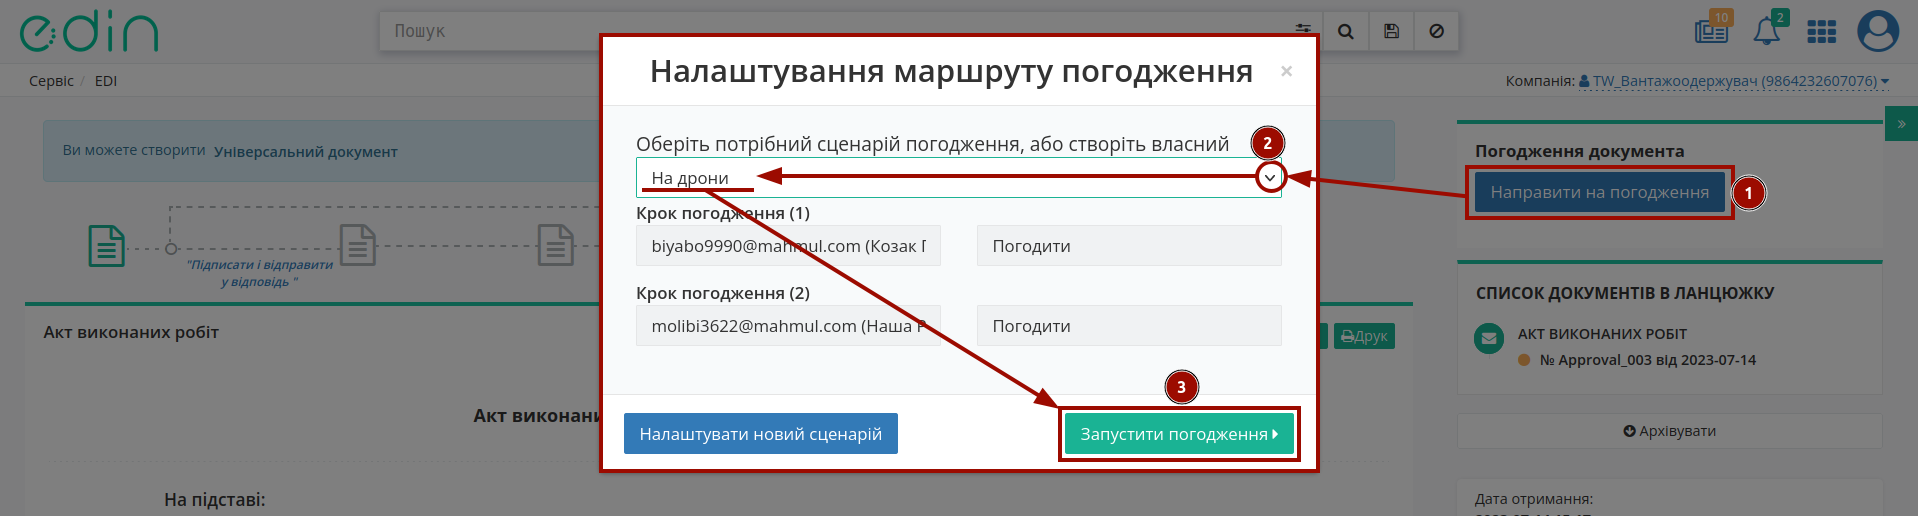 edin
Пошук
10
2
Сервіс / EDI
Компанія: TW_Вантажоодержувач (9864232607076)
Ви можете створити Універсальний документ
"Підписати і відправити
у відповідь "
Акт виконаних робіт
Друк
Акт виконані
На підставі:
Налаштування маршруту погодження
×
Оберіть потрібний сценарій погодження, або створіть власний
2
На дрони
Крок погодження (1)
biyabo9990@mahmul.com (Козак Г
Погодити
Крок погодження (2)
molibi3622@mahmul.com (Наша Р
Погодити
3
Налаштувати новий сценарій
Запустити погодження
»
Погодження документа
Направити на погодження
1
СПИСОК ДОКУМЕНТІВ В ЛАНЦЮЖКУ
АКТ ВИКОНАНИХ РОБІТ
№ Approval_003 від 2023-07-14
Архівувати
Дата отримання: